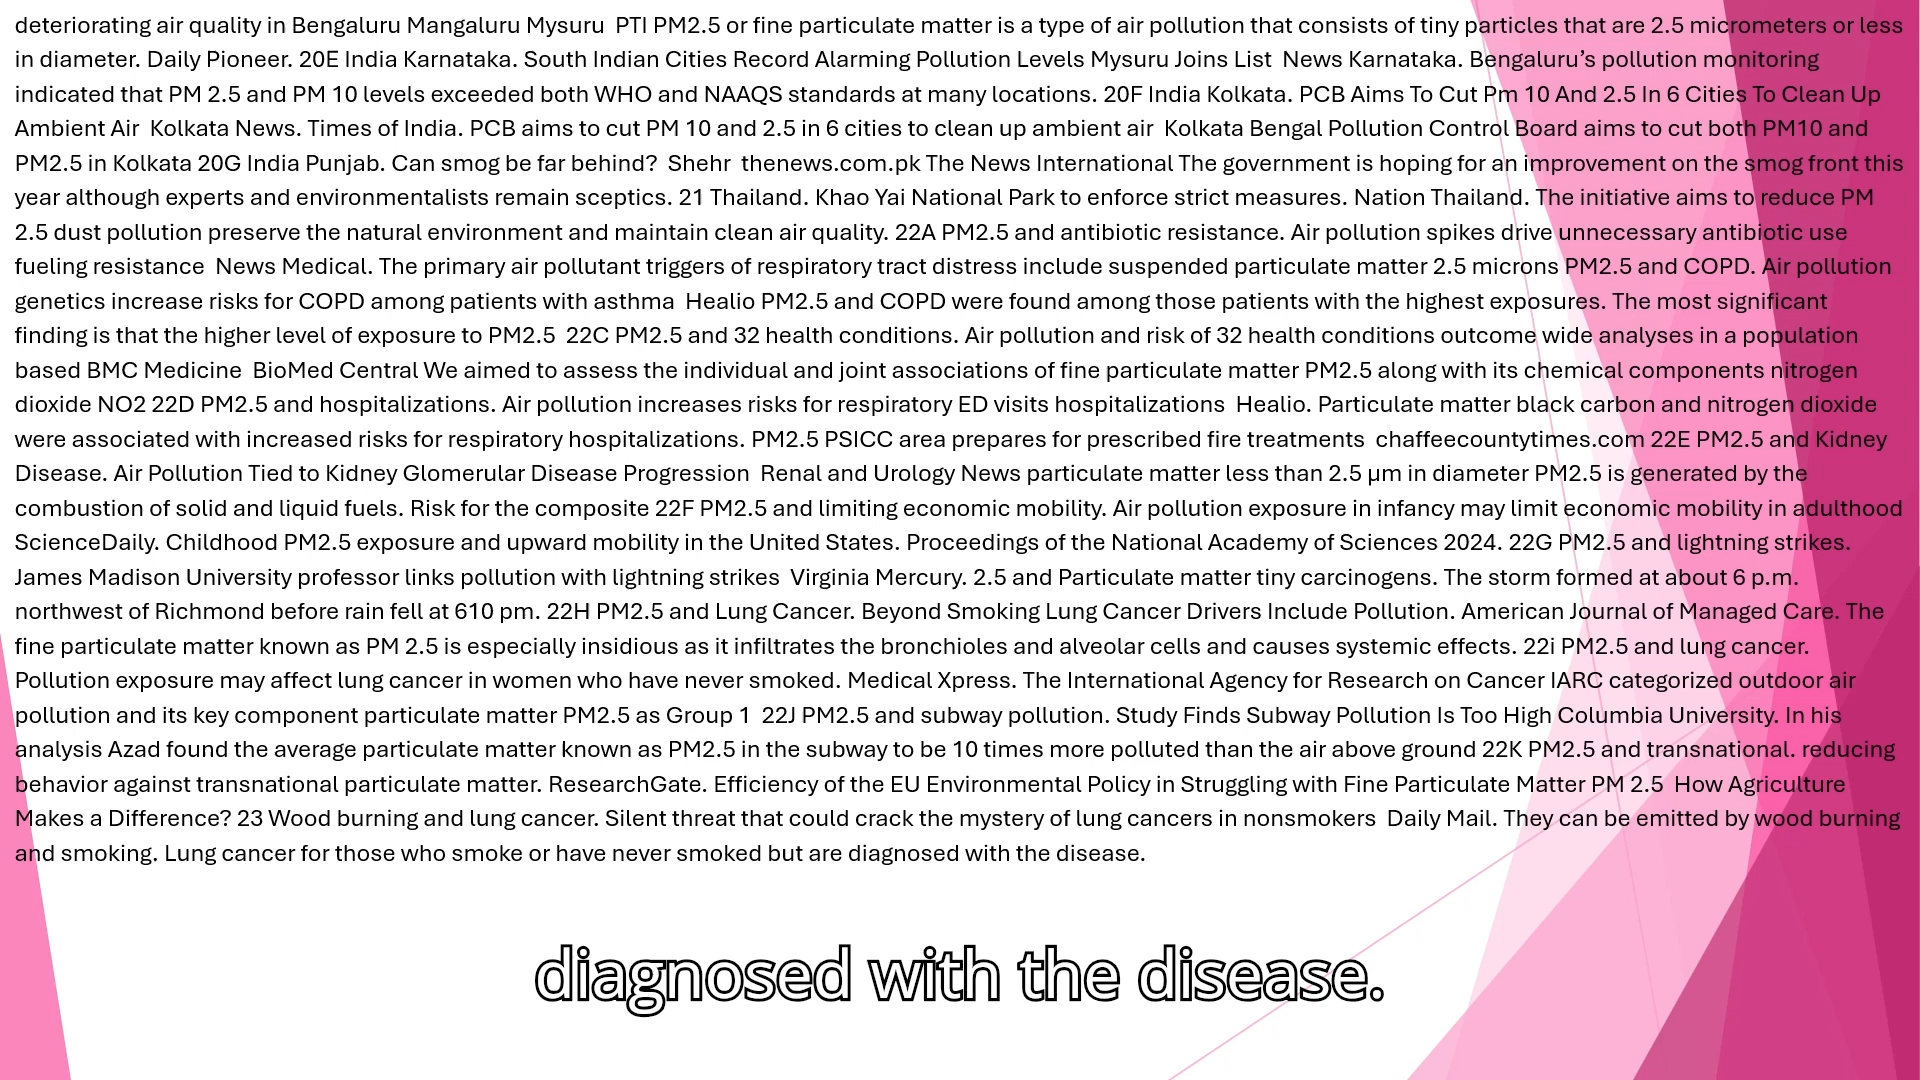 deteriorating air quality in Bengaluru Mangaluru Mysuru  PTI PM2.5 or fine particulate matter is a type of air pollution that consists of tiny particles that are 2.5 micrometers or less
in diameter. Daily Pioneer. 20E India Karnataka. South Indian Cities Record Alarming Pollution Levels Mysuru Joins List  News Karnataka. Bengaluru’s pollution monitoring
indicated that PM 2.5 and PM 10 levels exceeded both WHO and NAAQS standards at many locations. 20F India Kolkata. PCB Aims To Cut Pm 10 And 2.5 In 6 Cities To Clean Up
Ambient Air  Kolkata News. Times of India. PCB aims to cut PM 10 and 2.5 in 6 cities to clean up ambient air  Kolkata Bengal Pollution Control Board aims to cut both PM10 and
PM2.5 in Kolkata 20G India Punjab. Can smog be far behind?  Shehr  thenews.com.pk The News International The government is hoping for an improvement on the smog front this
year although experts and environmentalists remain sceptics. 21 Thailand. Khao Yai National Park to enforce strict measures. Nation Thailand. The initiative aims to reduce PM
2.5 dust pollution preserve the natural environment and maintain clean air quality. 22A PM2.5 and antibiotic resistance. Air pollution spikes drive unnecessary antibiotic use
fueling resistance  News Medical. The primary air pollutant triggers of respiratory tract distress include suspended particulate matter 2.5 microns PM2.5 and COPD. Air pollution
genetics increase risks for COPD among patients with asthma  Healio PM2.5 and COPD were found among those patients with the highest exposures. The most significant
finding is that the higher level of exposure to PM2.5  22C PM2.5 and 32 health conditions. Air pollution and risk of 32 health conditions outcome wide analyses in a population
based BMC Medicine  BioMed Central We aimed to assess the individual and joint associations of fine particulate matter PM2.5 along with its chemical components nitrogen
dioxide NO2 22D PM2.5 and hospitalizations. Air pollution increases risks for respiratory ED visits hospitalizations  Healio. Particulate matter black carbon and nitrogen dioxide
were associated with increased risks for respiratory hospitalizations. PM2.5 PSICC area prepares for prescribed fire treatments  chaffeecountytimes.com 22E PM2.5 and Kidney
Disease. Air Pollution Tied to Kidney Glomerular Disease Progression  Renal and Urology News particulate matter less than 2.5 μm in diameter PM2.5 is generated by the
combustion of solid and liquid fuels. Risk for the composite 22F PM2.5 and limiting economic mobility. Air pollution exposure in infancy may limit economic mobility in adulthood
ScienceDaily. Childhood PM2.5 exposure and upward mobility in the United States. Proceedings of the National Academy of Sciences 2024. 22G PM2.5 and lightning strikes.
James Madison University professor links pollution with lightning strikes  Virginia Mercury. 2.5 and Particulate matter tiny carcinogens. The storm formed at about 6 p.m.
northwest of Richmond before rain fell at 610 pm. 22H PM2.5 and Lung Cancer. Beyond Smoking Lung Cancer Drivers Include Pollution. American Journal of Managed Care. The
fine particulate matter known as PM 2.5 is especially insidious as it infiltrates the bronchioles and alveolar cells and causes systemic effects. 22i PM2.5 and lung cancer.
Pollution exposure may affect lung cancer in women who have never smoked. Medical Xpress. The International Agency for Research on Cancer IARC categorized outdoor air
pollution and its key component particulate matter PM2.5 as Group 1  22J PM2.5 and subway pollution. Study Finds Subway Pollution Is Too High Columbia University. In his
analysis Azad found the average particulate matter known as PM2.5 in the subway to be 10 times more polluted than the air above ground 22K PM2.5 and transnational. reducing
behavior against transnational particulate matter. ResearchGate. Efficiency of the EU Environmental Policy in Struggling with Fine Particulate Matter PM 2.5  How Agriculture
Makes a Difference? 23 Wood burning and lung cancer. Silent threat that could crack the mystery of lung cancers in nonsmokers  Daily Mail. They can be emitted by wood burning
and smoking. Lung cancer for those who smoke or have never smoked but are diagnosed with the disease.
diagnosed with the disease.